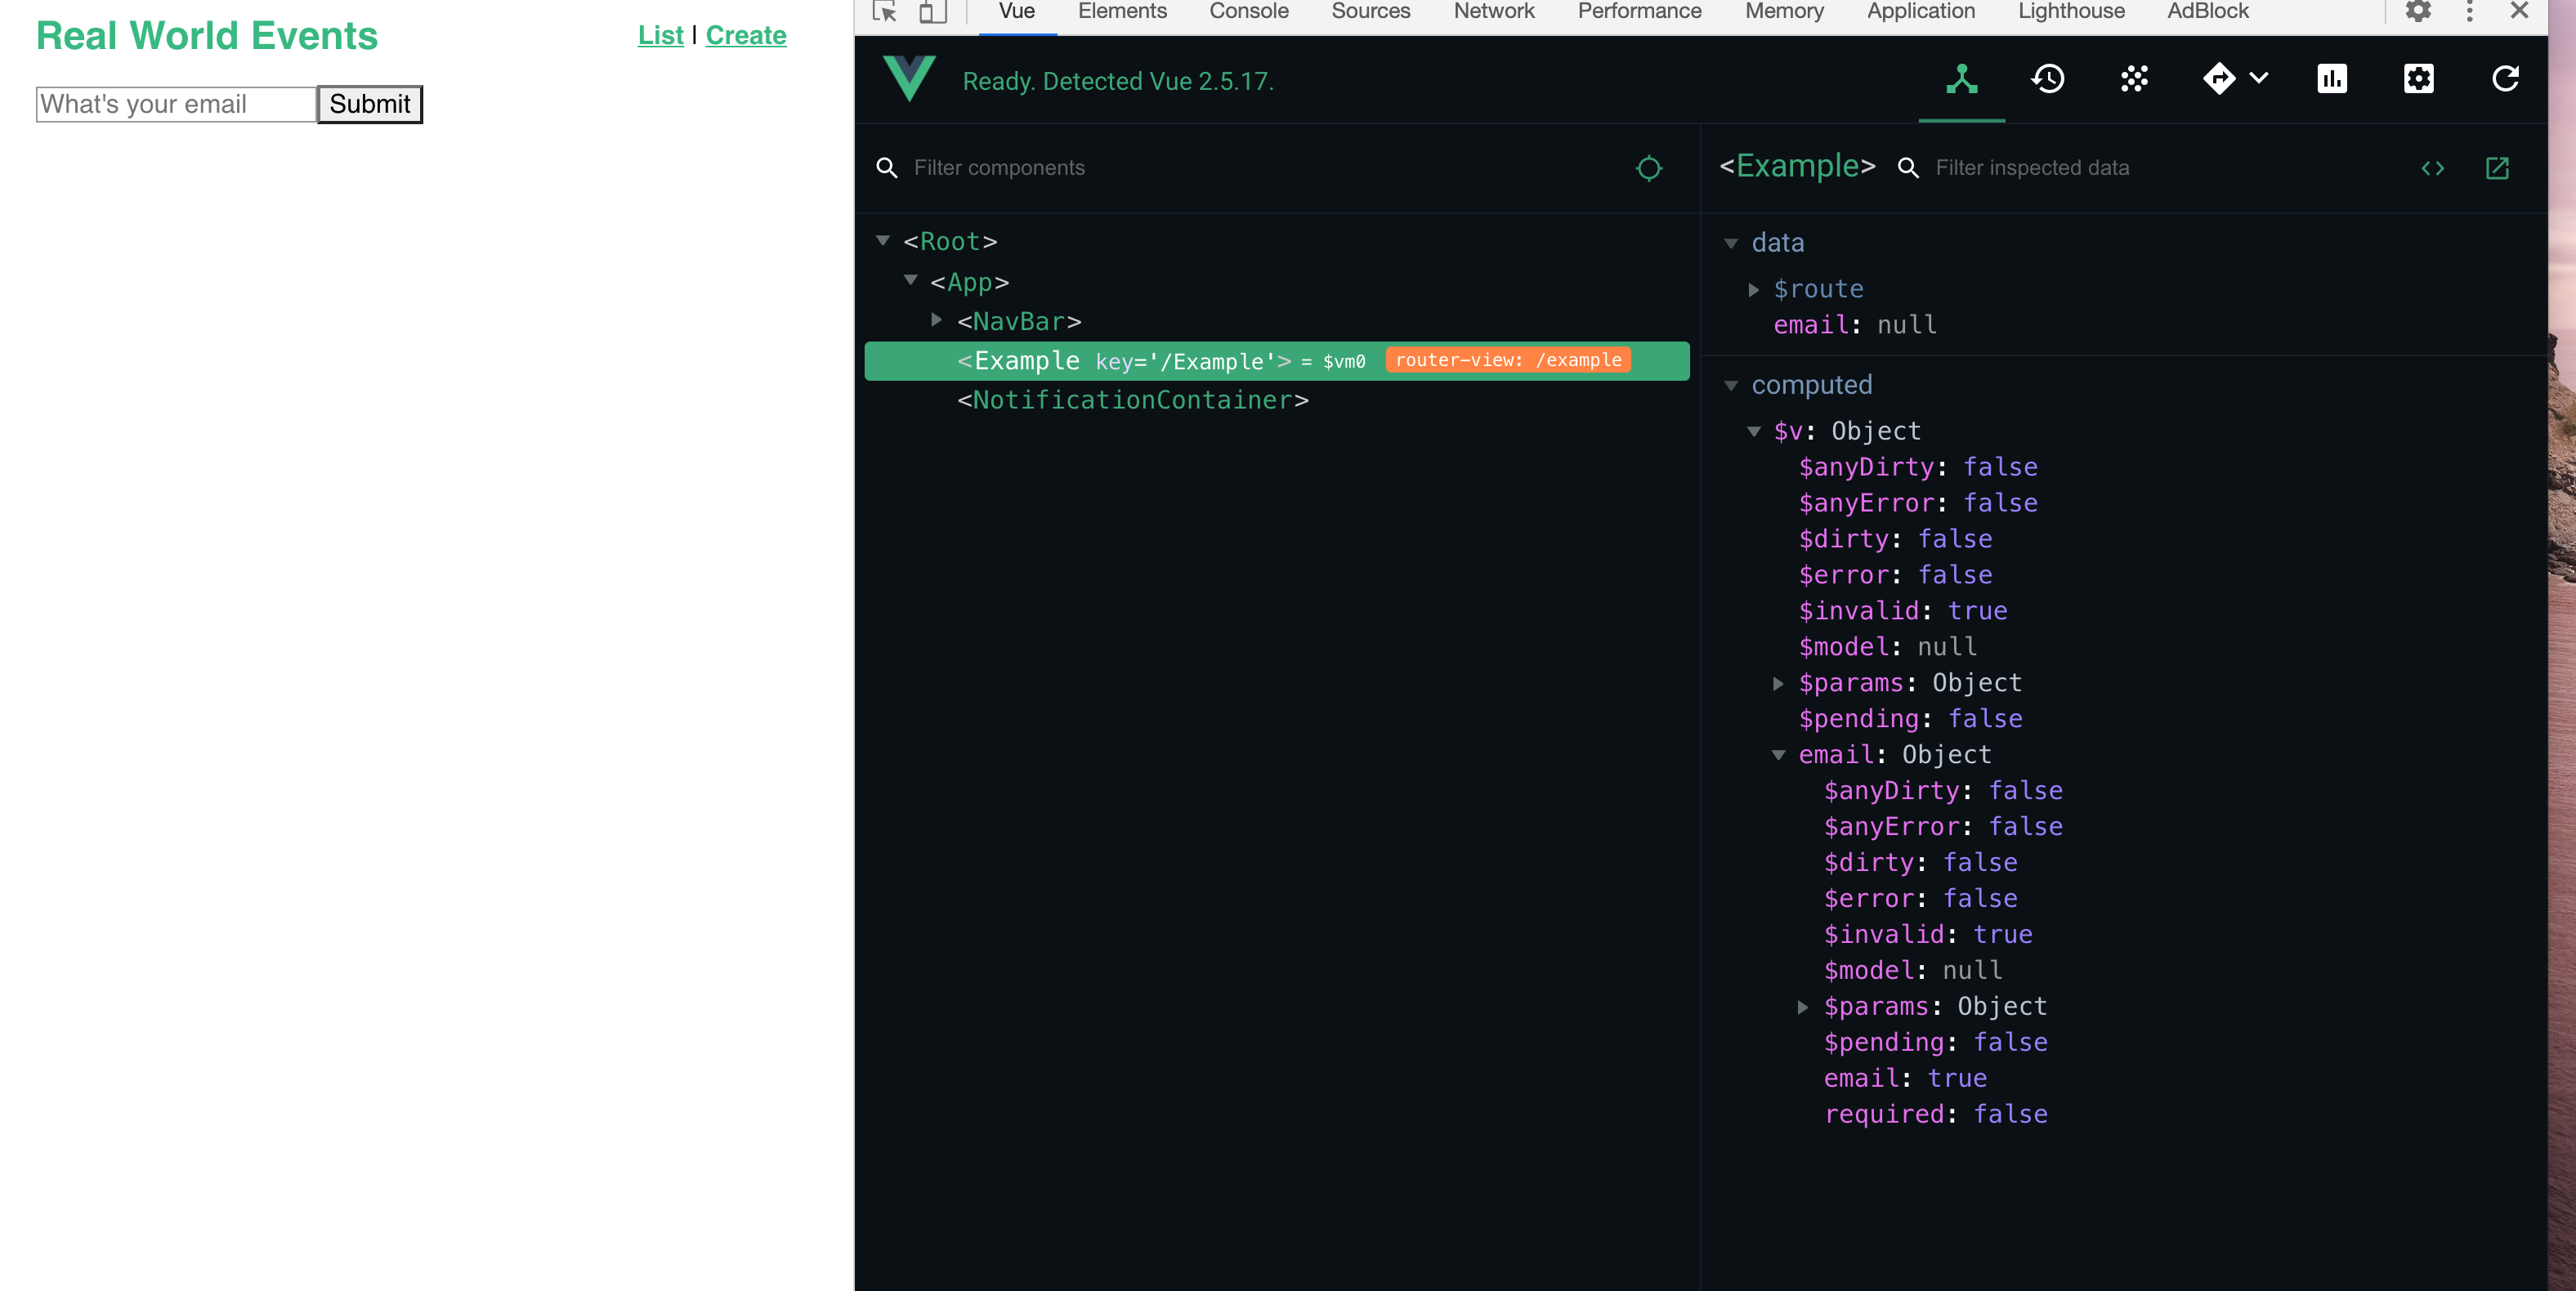 Real World Events
List | Create
What's your email
Submit
Vue Elements Console Sources Network Performance Memory Application Lighthouse AdBlock
Ready. Detected Vue 2.5.17.
Filter components
<Root>
<App>
<NavBar>
<Example key='/Example'> = $vm0 router-view: /example
<NotificationContainer>
<Example> Filter inspected data
data
$route
email: null
computed
$v: Object
$anyDirty: false
$anyError: false
$dirty: false
$error: false
$invalid: true
$model: null
$params: Object
$pending: false
email: Object
$anyDirty: false
$anyError: false
$dirty: false
$error: false
$invalid: true
$model: null
$params: Object
$pending: false
email: true
required: false